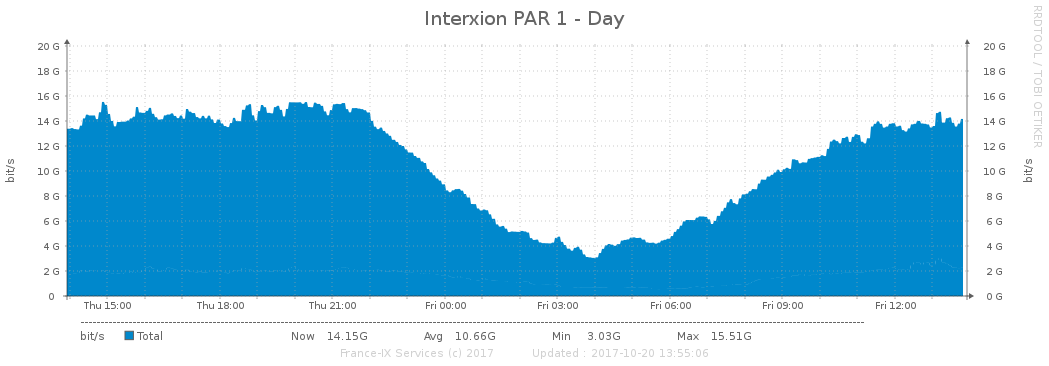 Interxion PAR 1 - Day
RRDTOOL / TOBI OETIKER
20 G 20 G
18 G 18 G
16 G 16 G
14 G 14 G
12 G 12 G
10 G 10 G
8 G 8 G
6 G 6 G
4 G 4 G
2 G 2 G
0 0 G
bit/s
bit/s
Thu 15:00 Thu 18:00 Thu 21:00 Fri 00:00 Fri 03:00 Fri 06:00 Fri 09:00 Fri 12:00
bit/s Total Now 14.15G Avg 10.66G Min 3.03G Max 15.51G
France-IX Services (c) 2017 Updated : 2017-10-20 13:55:06